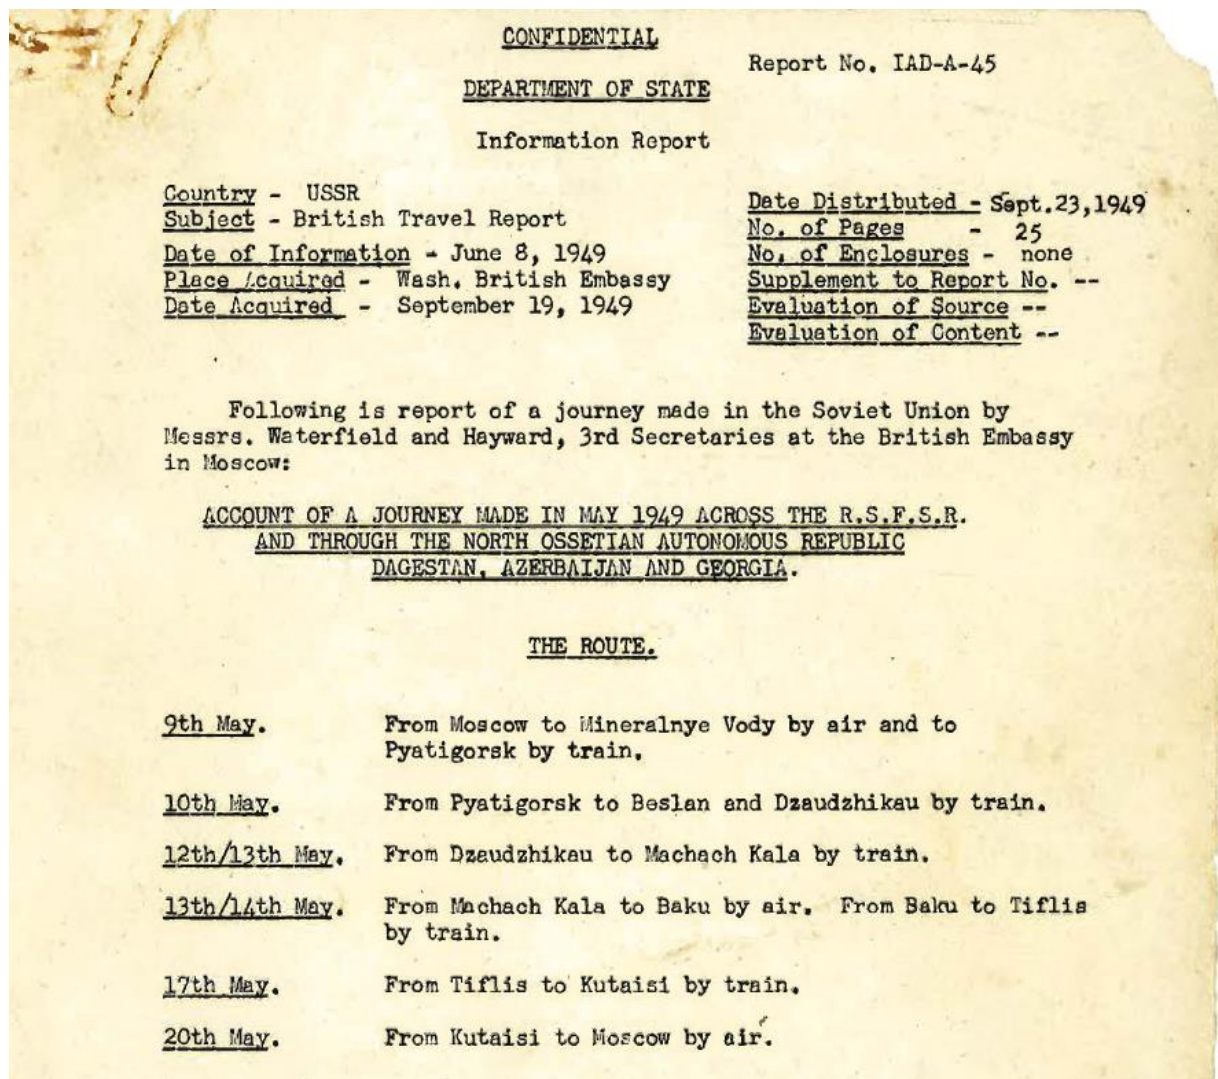 CONFIDENTIAL
Report No. IAD-A-45
DEPARTMENT OF STATE
Information Report
Country - USSR
Subject - British Travel Report
Date of Information - June 8, 1949
Place Acquired - Wash. British Embassy
Date Acquired - September 19, 1949
Date Distributed - Sept.23,1949
No. of Pages - 25
No. of Enclosures - none
Supplement to Report No. --
Evaluation of Source --
Evaluation of Content --
Following is report of a journey made in the Soviet Union by
Messrs. Waterfield and Hayward, 3rd Secretaries at the British Embassy
in Moscow:
ACCOUNT OF A JOURNEY MADE IN MAY 1949 ACROSS THE R.S.F.S.R.
AND THROUGH THE NORTH OSSETIAN AUTONOMOUS REPUBLIC
DAGESTAN, AZERBAIJAN AND GEORGIA.
THE ROUTE.
9th May. From Moscow to Mineralnye Vody by air and to
Pyatigorsk by train.
10th May. From Pyatigorsk to Beslan and Dzaudzhikau by train.
12th/13th May. From Dzaudzhikau to Machach Kala by train.
13th/14th May. From Machach Kala to Baku by air. From Baku to Tiflis
by train.
17th May. From Tiflis to Kutaisi by train.
20th May. From Kutaisi to Moscow by air.